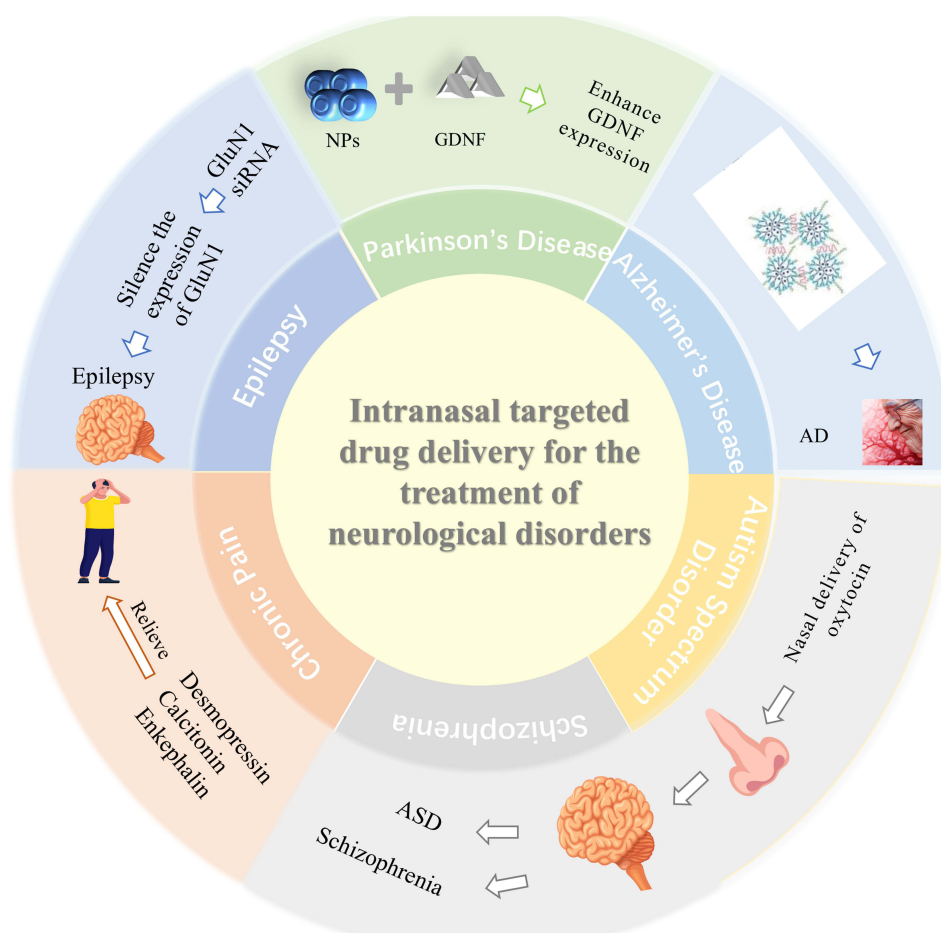 Intranasal targeted
drug delivery for the
treatment of
neurological disorders
Parkinson's Disease
NPs
GDNF
Enhance
GDNF
expression
Alzheimer's Disease
AD
Autism Spectrum
Disorder
Nasal delivery of
oxytocin
Schizophrenia
ASD
Schizophrenia
Chronic Pain
Relieve
Desmopressin
Calcitonin
Enkephalin
Epilepsy
GluN1
siRNA
Silence the
expression
of GluN1
Epilepsy